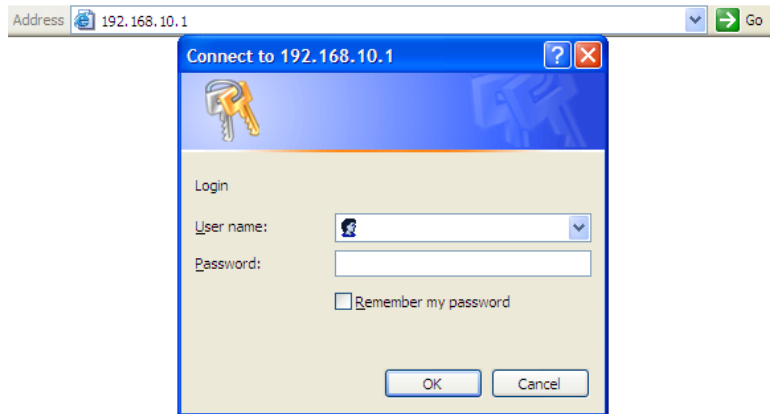 Address 192.168.10.1 Go
Connect to 192.168.10.1 ?
Login
User name:
Password:
Remember my password
OK Cancel